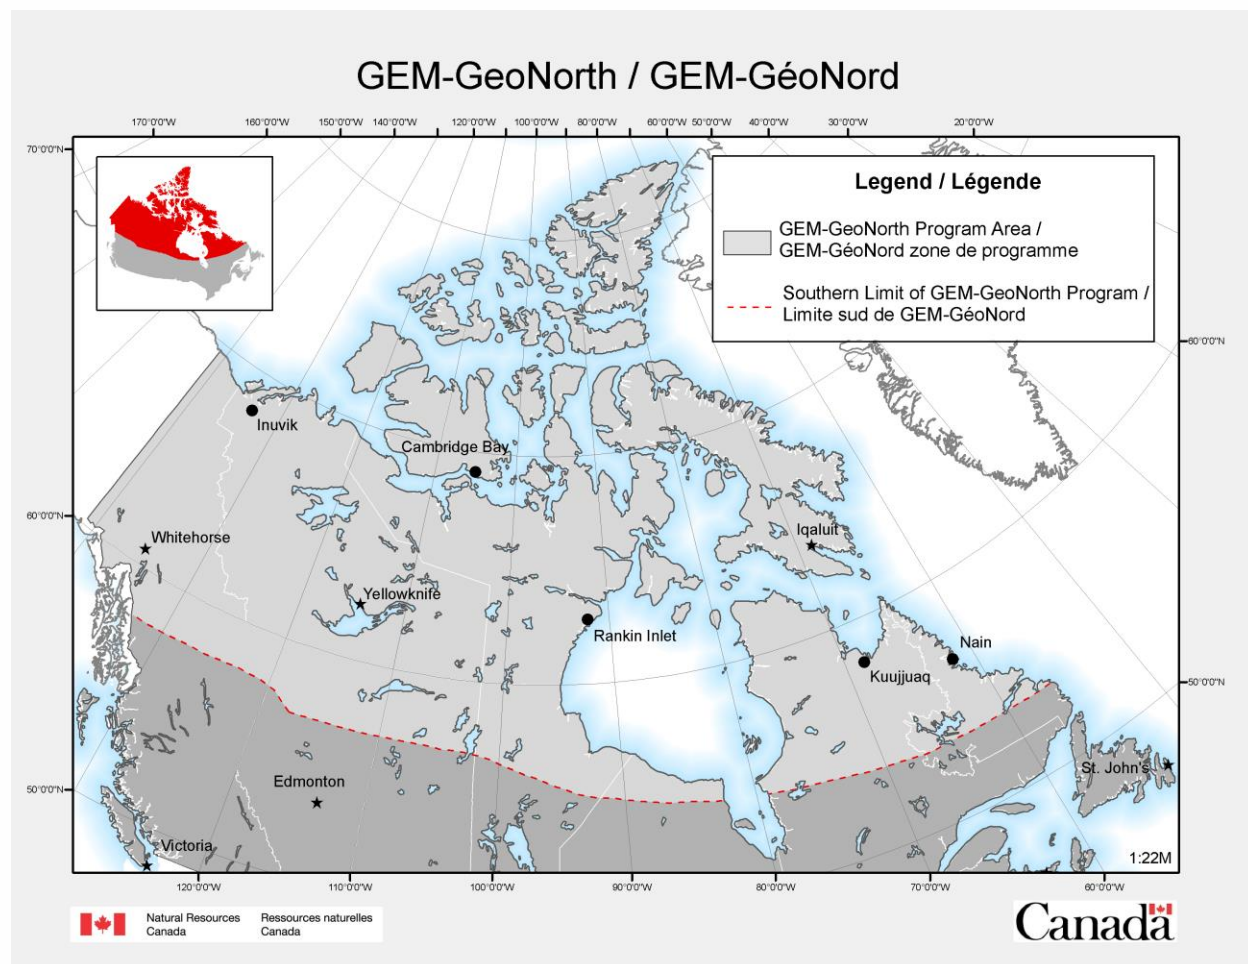 GEM-GeoNorth / GEM-GéoNord
170°0'0"W 160°0'0"W 150°0'0"W 140°0'0"W 120°0'0"W 100°0'0"W 80°0'0"W 60°0'0"W 50°0'0"W 40°0'0"W 30°0'0"W 20°0'0"W
70°0'0"N
Legend / Légende
GEM-GeoNorth Program Area /
GEM-GéoNord zone de programme
Southern Limit of GEM-GeoNorth Program /
Limite sud de GEM-GéoNord
60°0'0"N
Inuvik
Cambridge Bay
60°0'0"N
Whitehorse
Iqaluit
Yellowknife
Rankin Inlet
Nain
Kuujjuaq
50°0'0"N
St. John's
Edmonton
50°0'0"N
Victoria
1:22M
120°0'0"W 110°0'0"W 100°0'0"W 90°0'0"W 80°0'0"W 70°0'0"W 60°0'0"W
Natural Resources
Canada
Ressources naturelles
Canada
Canada